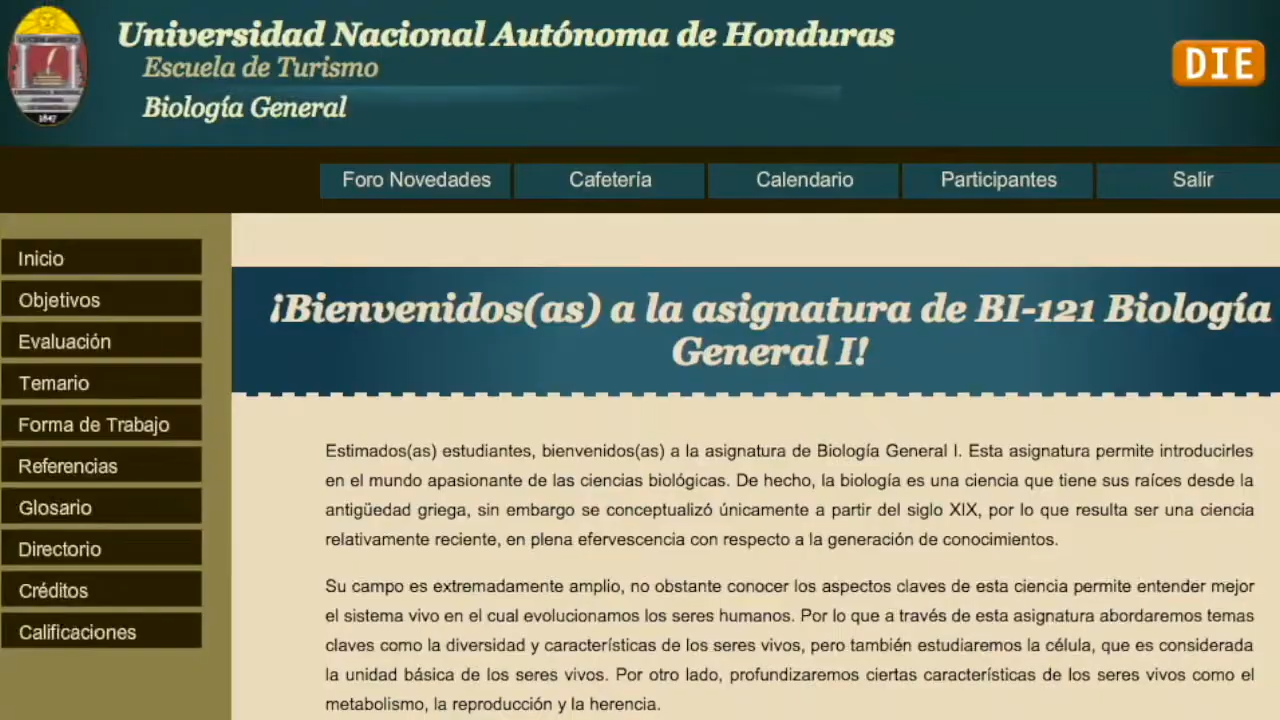 Universidad Nacional Autónoma de Honduras
Escuela de Turismo
Biología General
DIE
1847
Foro Novedades
Cafetería
Calendario
Participantes
Salir
Inicio
Objetivos
Evaluación
Temario
Forma de Trabajo
Referencias
Glosario
Directorio
Créditos
Calificaciones
¡Bienvenidos(as) a la asignatura de BI-121 Biología
General I!
Estimados(as) estudiantes, bienvenidos(as) a la asignatura de Biología General I. Esta asignatura permite introducirles
en el mundo apasionante de las ciencias biológicas. De hecho, la biología es una ciencia que tiene sus raíces desde la
antigüedad griega, sin embargo se conceptualizó únicamente a partir del siglo XIX, por lo que resulta ser una ciencia
relativamente reciente, en plena efervescencia con respecto a la generación de conocimientos.
Su campo es extremadamente amplio, no obstante conocer los aspectos claves de esta ciencia permite entender mejor
el sistema vivo en el cual evolucionamos los seres humanos. Por lo que a través de esta asignatura abordaremos temas
claves como la diversidad y características de los seres vivos, pero también estudiaremos la célula, que es considerada
la unidad básica de los seres vivos. Por otro lado, profundizaremos ciertas características de los seres vivos como el
metabolismo, la reproducción y la herencia.